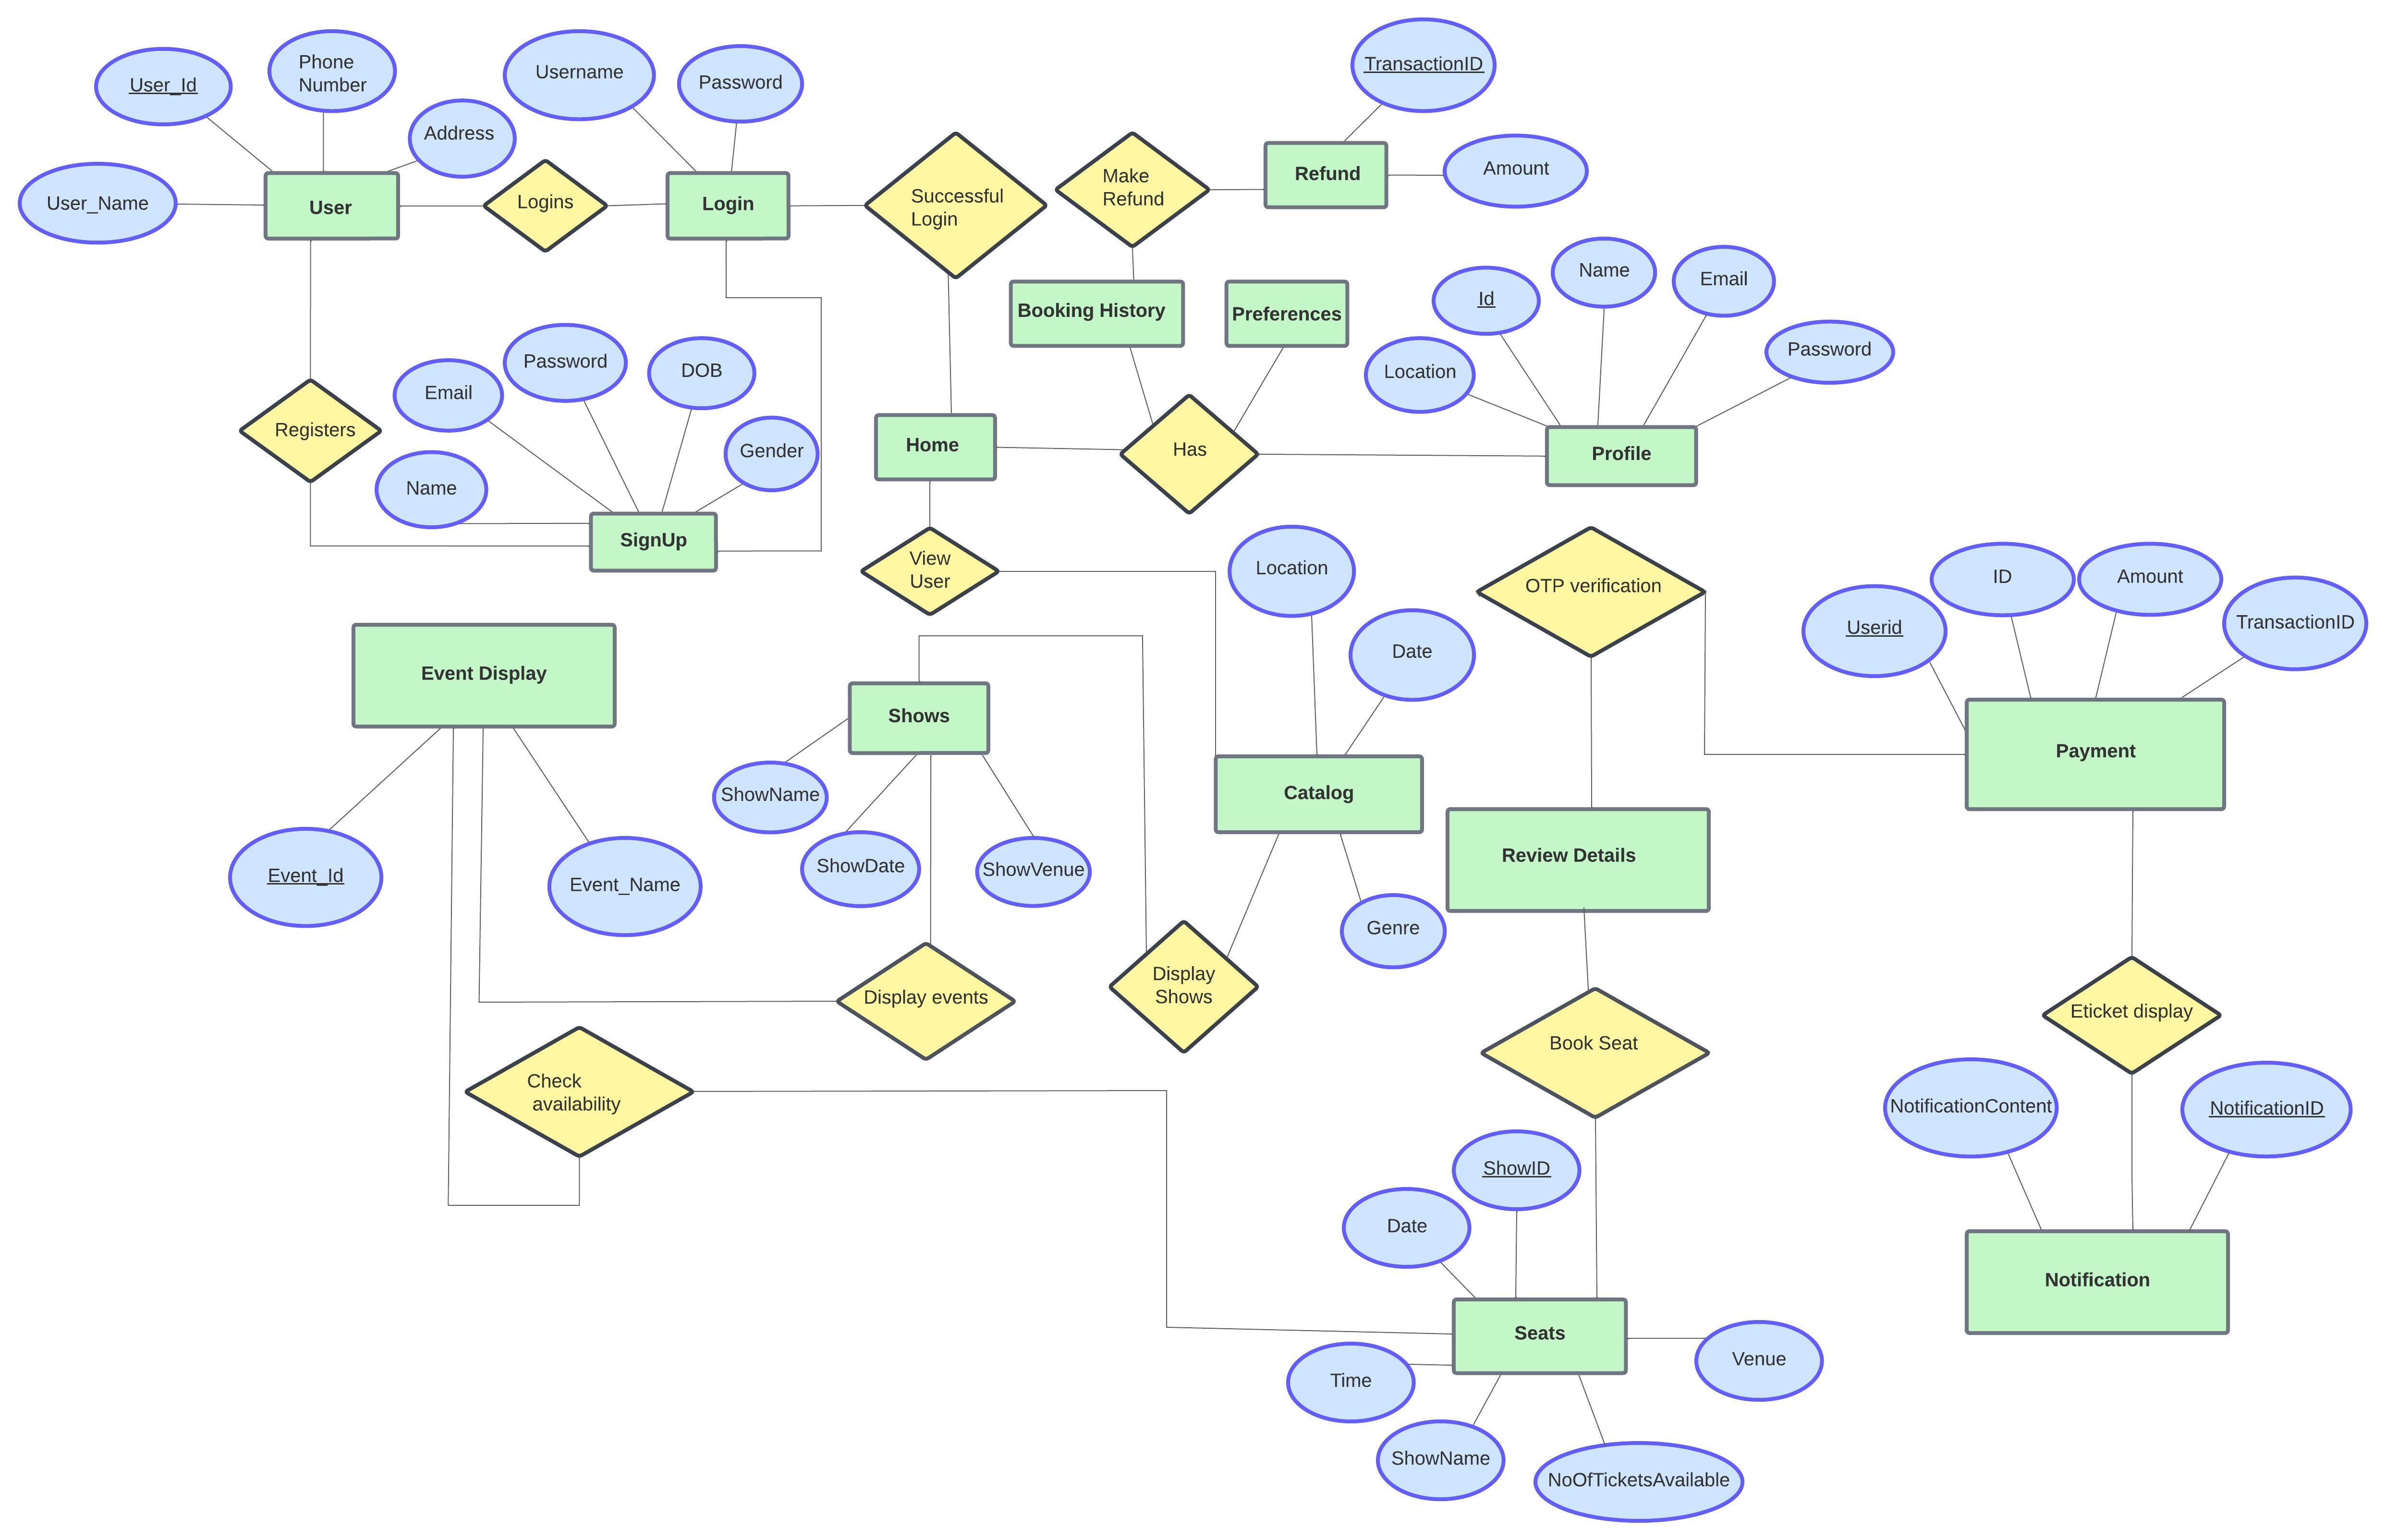 TransactionID
Phone
Number
Username
Password
User_Id
Address
Amount
Make
Refund
Refund
User_Name
User
Logins
Login
Successful
Login
Name
Email
Id
Booking History
Preferences
Password
DOB
Location
Password
Email
Registers
Gender
Home
Has
Profile
Name
SignUp
View
User
Location
OTP verification
ID
Amount
Userid
TransactionID
Date
Event Display
Shows
Payment
ShowName
Catalog
Review Details
ShowDate
ShowVenue
Event_Id
Event_Name
Genre
Display
Shows
Display events
Eticket display
Book Seat
Check
availability
NotificationContent
NotificationID
ShowID
Date
Notification
Seats
Venue
Time
ShowName
NoOfTicketsAvailable